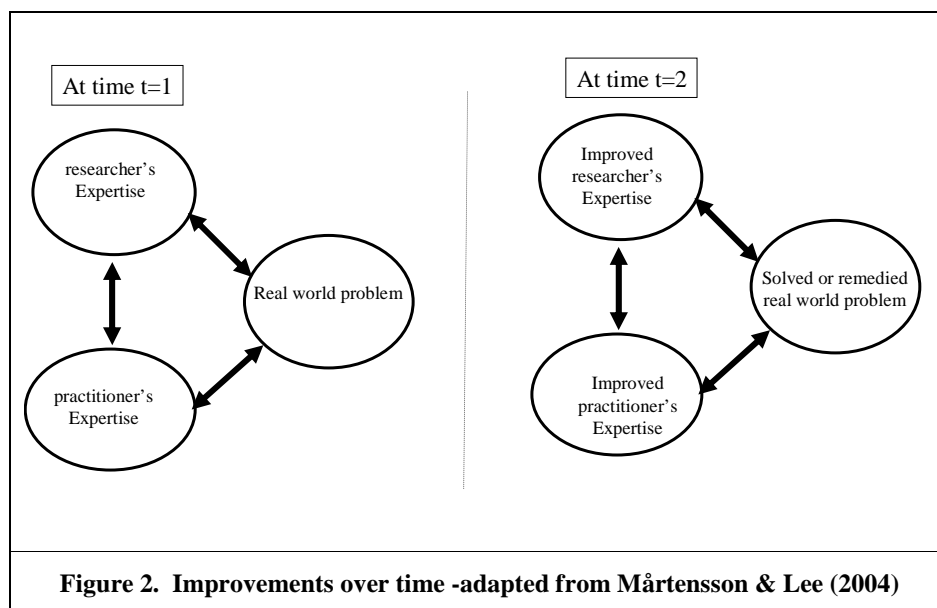 At time t=1
researcher's
Expertise
Real world problem
practitioner's
Expertise
At time t=2
Improved
researcher's
Expertise
Solved or remedied
real world problem
Improved
practitioner's
Expertise
Figure 2.  Improvements over time -adapted from Mårtensson & Lee (2004)